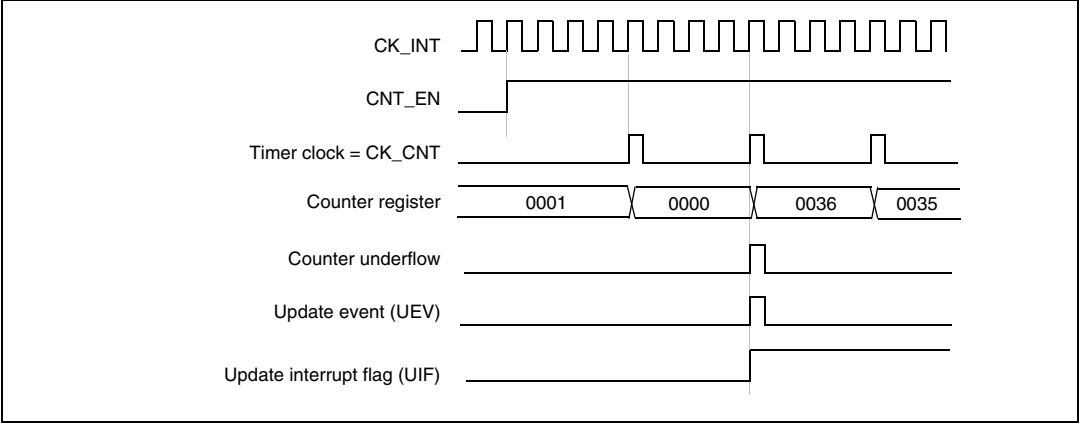 CK_INT
CNT_EN
Timer clock = CK_CNT
Counter register 0001 0000 0036 0035
Counter underflow
Update event (UEV)
Update interrupt flag (UIF)